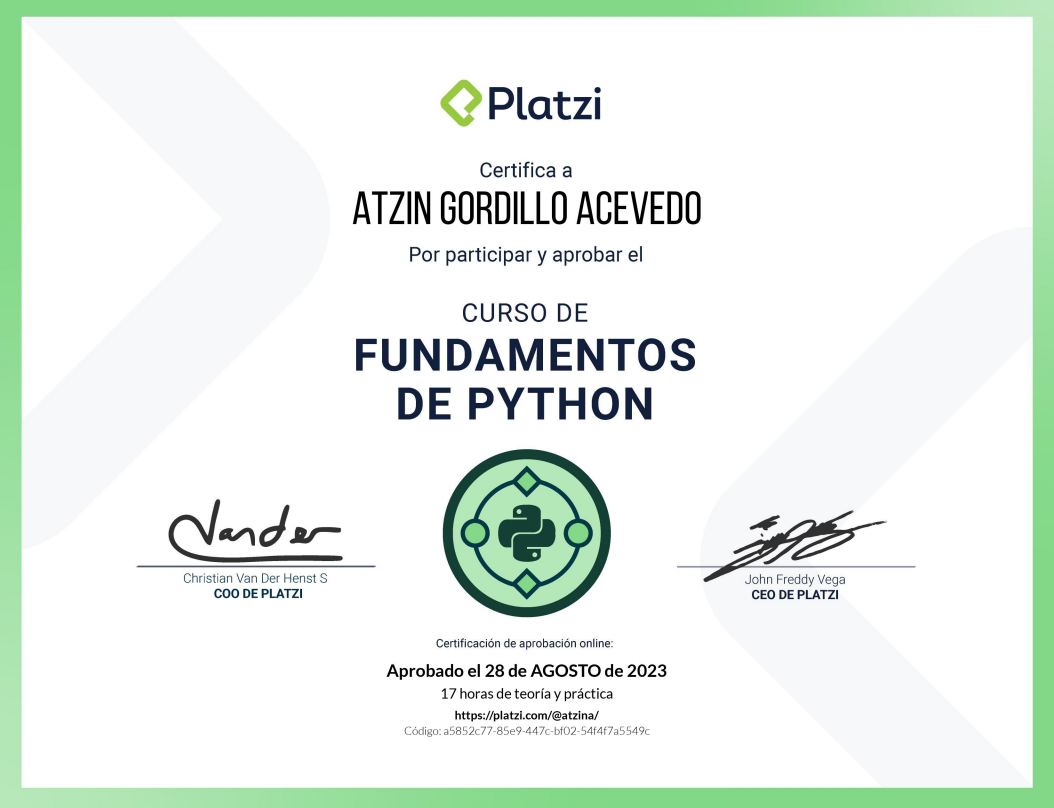 Platzi
Certifica a
ATZIN GORDILLO ACEVEDO
Por participar y aprobar el
CURSO DE
FUNDAMENTOS
DE PYTHON
Vander
Christian Van Der Henst S
COO DE PLATZI
John Freddy Vega
CEO DE PLATZI
Certificación de aprobación online:
Aprobado el 28 de AGOSTO de 2023
17 horas de teoría y práctica
https://platzi.com/@atzina/
Código: a5852c77-85e9-447c-bf02-54f4f7a5549c